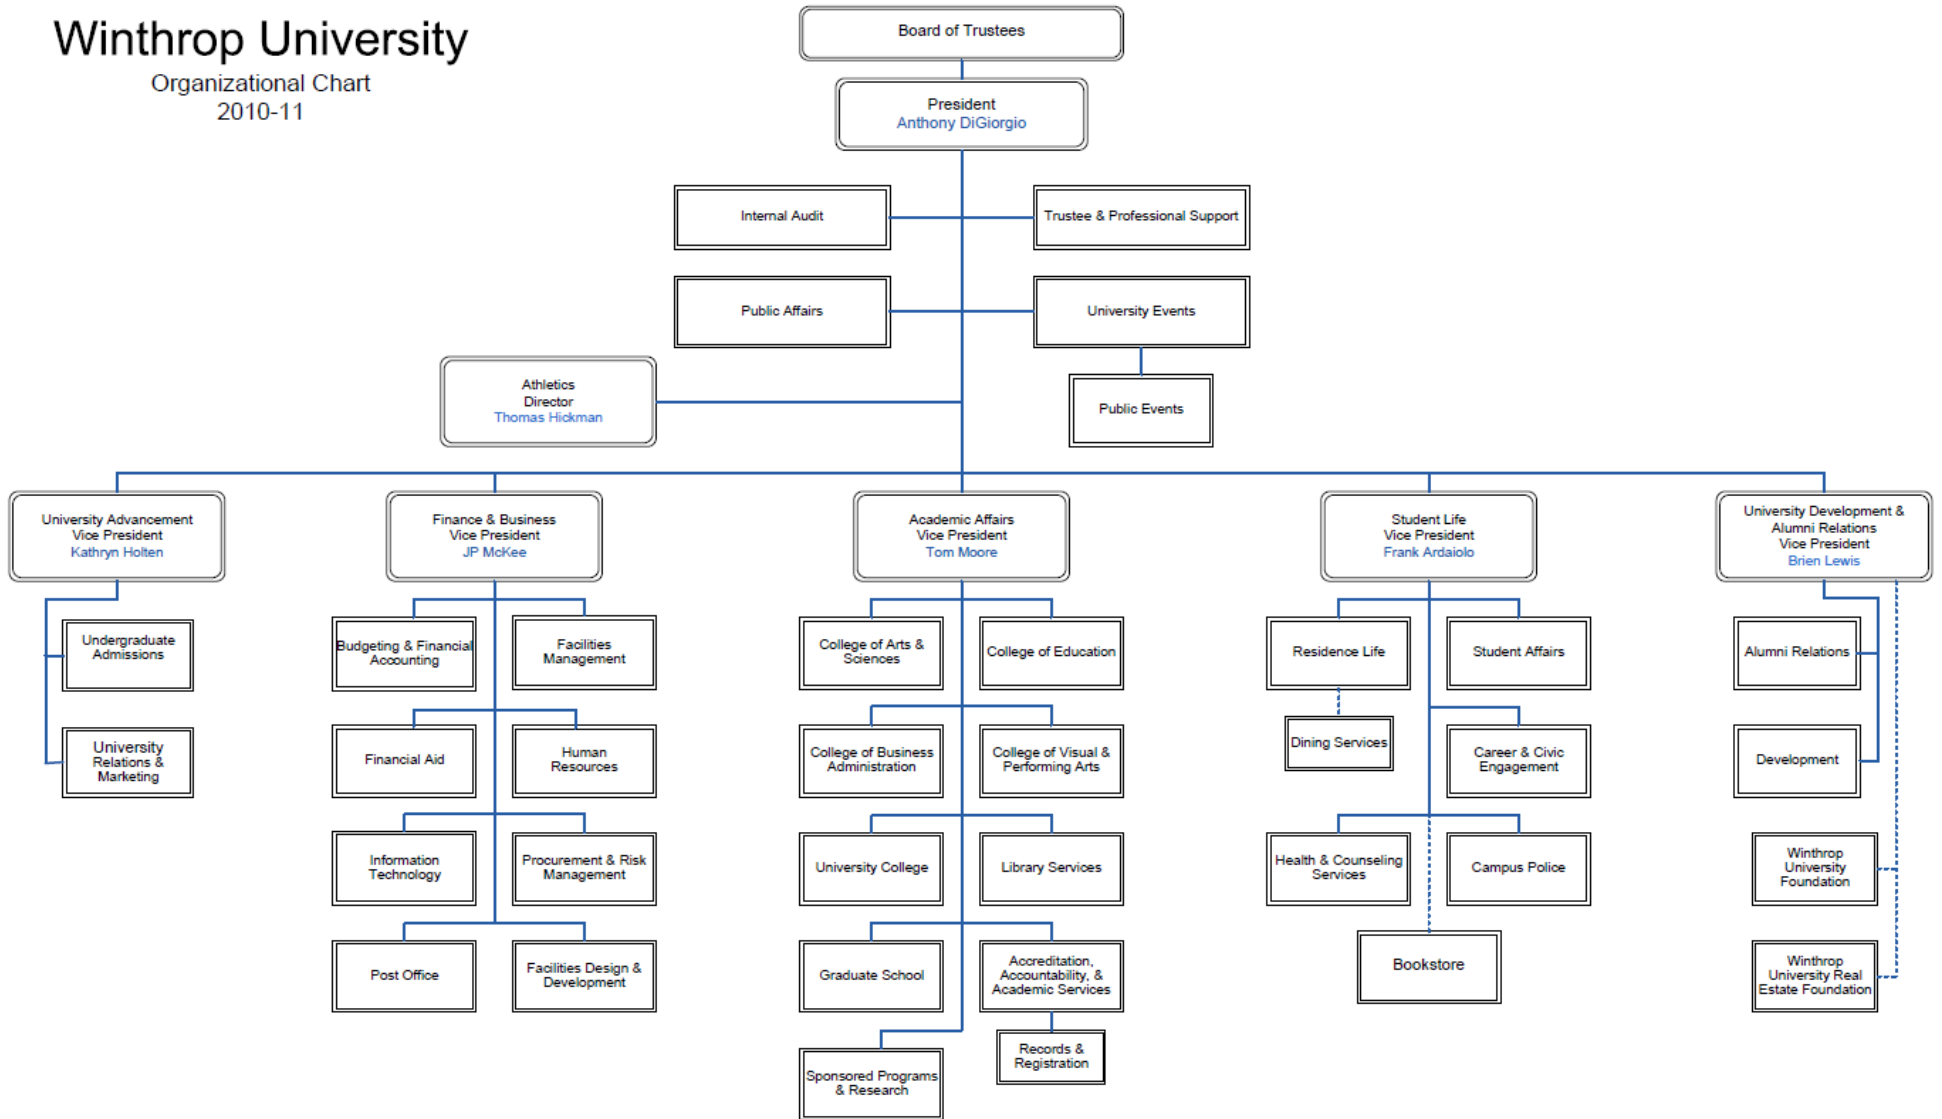 Winthrop University
Organizational Chart
2010-11
Board of Trustees
President
Anthony DiGiorgio
Internal Audit
Trustee & Professional Support
Public Affairs
University Events
Athletics
Director
Thomas Hickman
Public Events
University Advancement
Vice President
Kathryn Holten
Finance & Business
Vice President
JP McKee
Academic Affairs
Vice President
Tom Moore
Student Life
Vice President
Frank Ardaiolo
University Development &
Alumni Relations
Vice President
Brien Lewis
Undergraduate
Admissions
University
Relations &
Marketing
Budgeting & Financial
Accounting
Facilities
Management
Financial Aid
Human
Resources
Information
Technology
Procurement & Risk
Management
Post Office
Facilities Design &
Development
College of Arts &
Sciences
College of Education
College of Business
Administration
College of Visual &
Performing Arts
University College
Library Services
Graduate School
Accreditation,
Accountability, &
Academic Services
Sponsored Programs
& Research
Records &
Registration
Residence Life
Student Affairs
Dining Services
Career & Civic
Engagement
Health & Counseling
Services
Campus Police
Bookstore
Alumni Relations
Development
Winthrop
University
Foundation
Winthrop
University Real
Estate Foundation